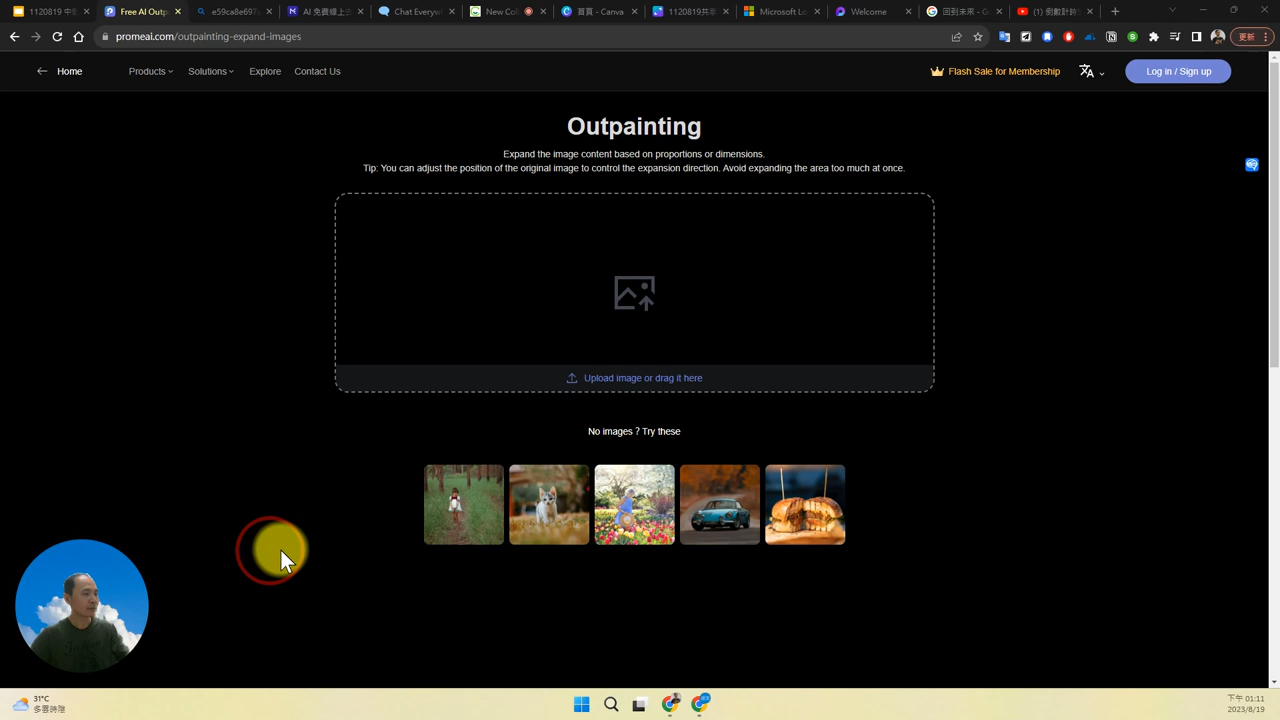 1120819 中
Free AI Outp
e59ca8e697
AI 免費線上
Chat Everyw
New Col
首頁 - Canva
1120819共
Microsoft Lo
Welcome
回到未來 - G
(1) 倒數計時
promeai.com/outpainting-expand-images
更新
Home
Products
Solutions
Explore
Contact Us
Flash Sale for Membership
Log in / Sign up
Outpainting
Expand the image content based on proportions or dimensions.
Tip: You can adjust the position of the original image to control the expansion direction. Avoid expanding the area too much at once.
Upload image or drag it here
No images ? Try these
31°C
多雲時陰
下午 01:11
2023/8/19